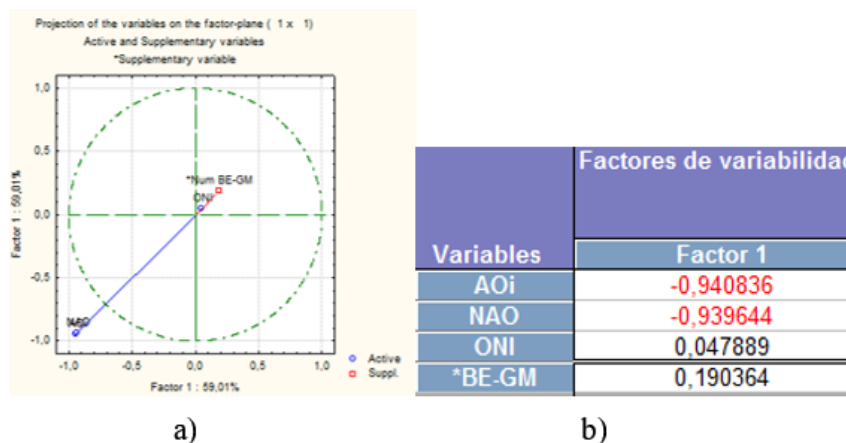 Projection of the variables on the factor-plane ( 1 x 1)
Active and Supplementary variables
*Supplementary variable
1,0
0,5
0,0
-0,5
-1,0
Factor 1 : 59,01%
*Num BE-GM
ONI
-1,0 -0,5 0,0 0,5 1,0
Factor 1 : 59,01%
Active
Suppl.
a)
Factores de variabilidad
Variables Factor 1
AOi -0,940836
NAO -0,939644
ONI 0,047889
*BE-GM 0,190364
b)